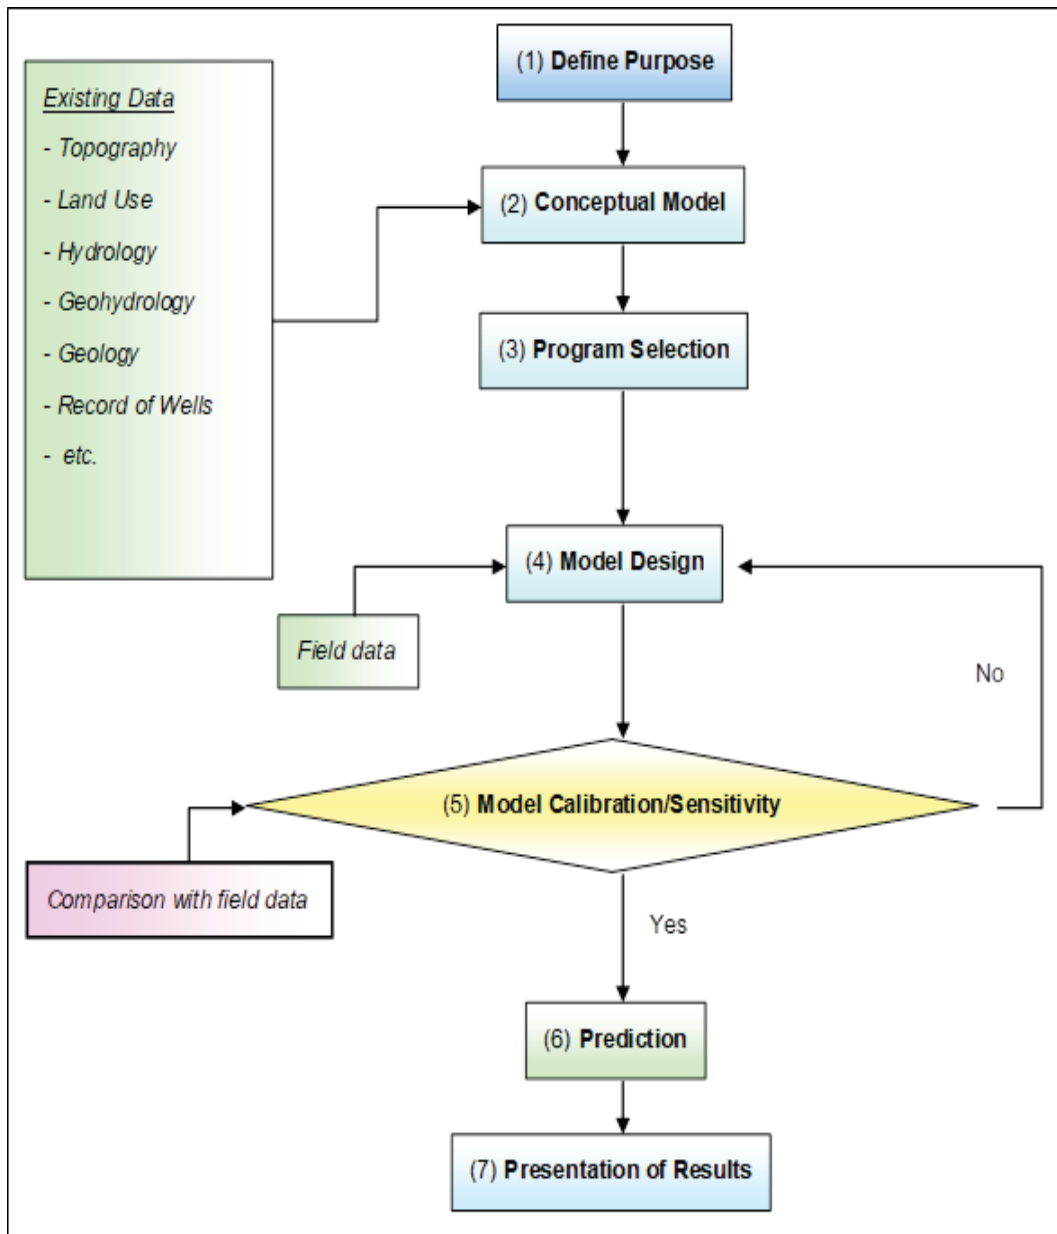 (1) Define Purpose
Existing Data
- Topography
- Land Use
- Hydrology
- Geohydrology
- Geology
- Record of Wells
- etc.
(2) Conceptual Model
(3) Program Selection
(4) Model Design
Field data
No
(5) Model Calibration/Sensitivity
Comparison with field data
Yes
(6) Prediction
(7) Presentation of Results